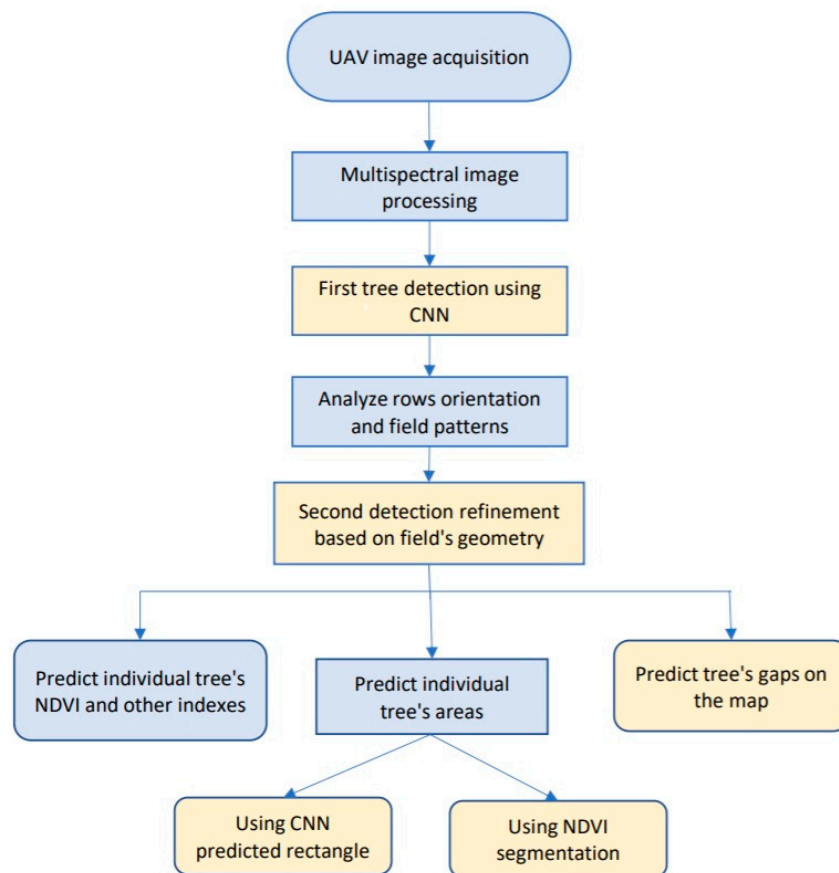 UAV image acquisition
Multispectral image
processing
First tree detection using
CNN
Analyze rows orientation
and field patterns
Second detection refinement
based on field's geometry
Predict individual tree's
NDVI and other indexes
Predict individual
tree's areas
Predict tree's gaps on
the map
Using CNN
predicted rectangle
Using NDVI
segmentation